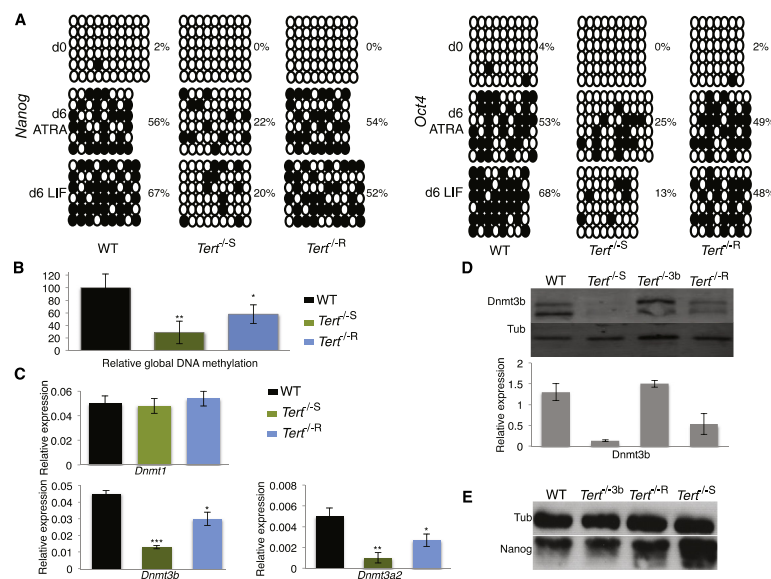 A
Nanog
d0
2%
0%
0%
d6
ATRA
56%
22%
54%
d6 LIF
67%
20%
52%
WT
Tert-/-S
Tert-/-R
Oct4
d0
4%
0%
2%
d6
ATRA
53%
25%
49%
d6 LIF
68%
13%
48%
WT
Tert-/-S
Tert-/-R
B
120
100
80
60
40
20
0
**
*
Relative global DNA methylation
WT
Tert-/-S
Tert-/-R
C
Relative expression
0.06
0.04
0.02
0
Dnmt1
WT
Tert-/-S
Tert-/-R
Relative expression
0.05
0.04
0.03
0.02
0.01
0
***
*
Dnmt3b
Relative expression
0.008
0.006
0.004
0.002
0
**
*
Dnmt3a2
D
WT
Tert-/-S
Tert-/-3b
Tert-/-R
Dnmt3b
Tub
Relative expression
2
1.5
1
0.5
0
Dnmt3b
E
WT
Tert-/-3b
Tert-/-R
Tert-/-S
Tub
Nanog